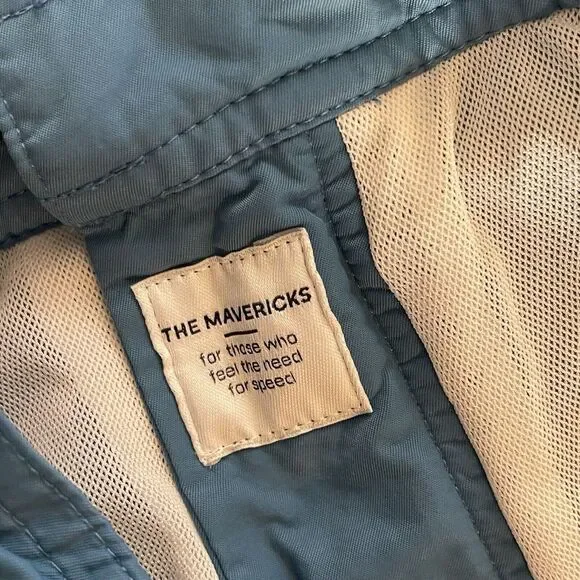 THE MAVERICKS
for those who
feel the need
for speed